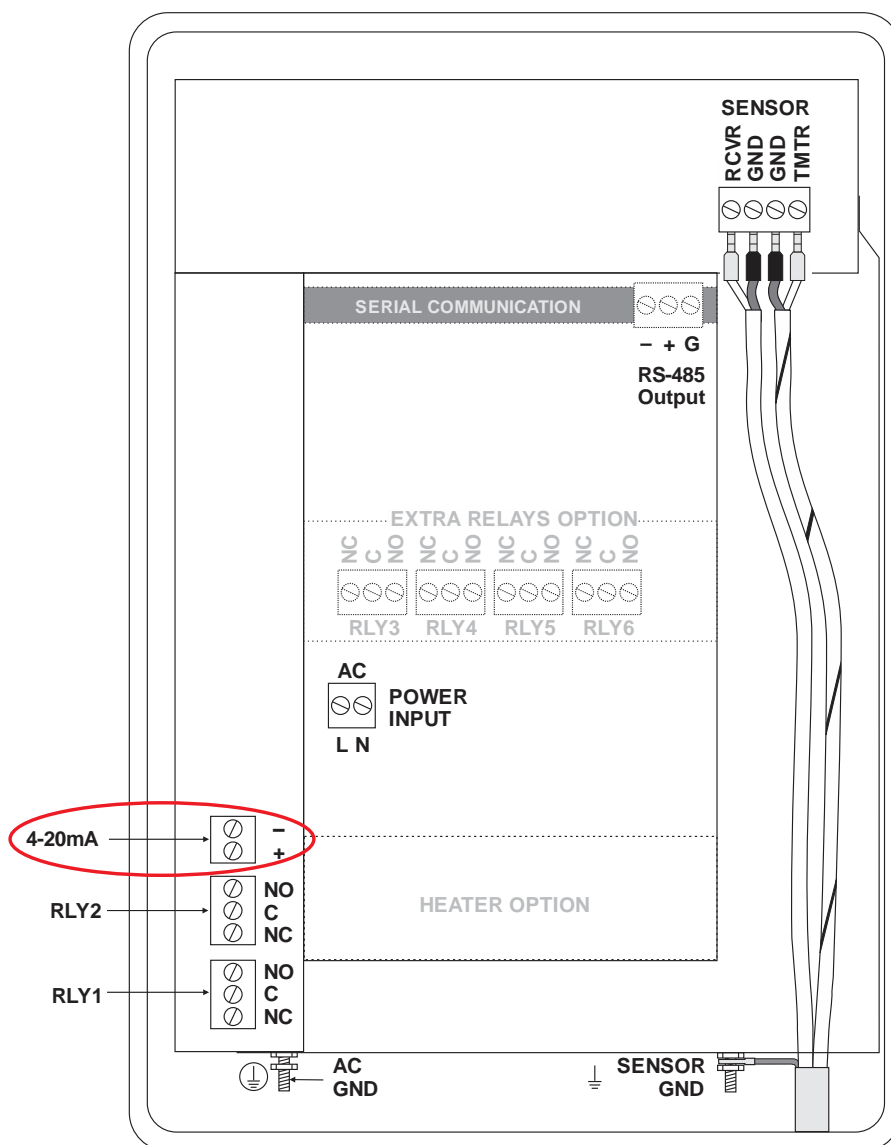 SENSOR
RCVR
GND
GND
TMTR
SERIAL COMMUNICATION
– + G
RS-485
Output
EXTRA RELAYS OPTION
NC C NO NC C NO NC C NO NC C NO
RLY3 RLY4 RLY5 RLY6
AC
POWER
INPUT
L N
4-20mA
–
+
HEATER OPTION
RLY2
NO
C
NC
RLY1
NO
C
NC
AC
GND
SENSOR
GND